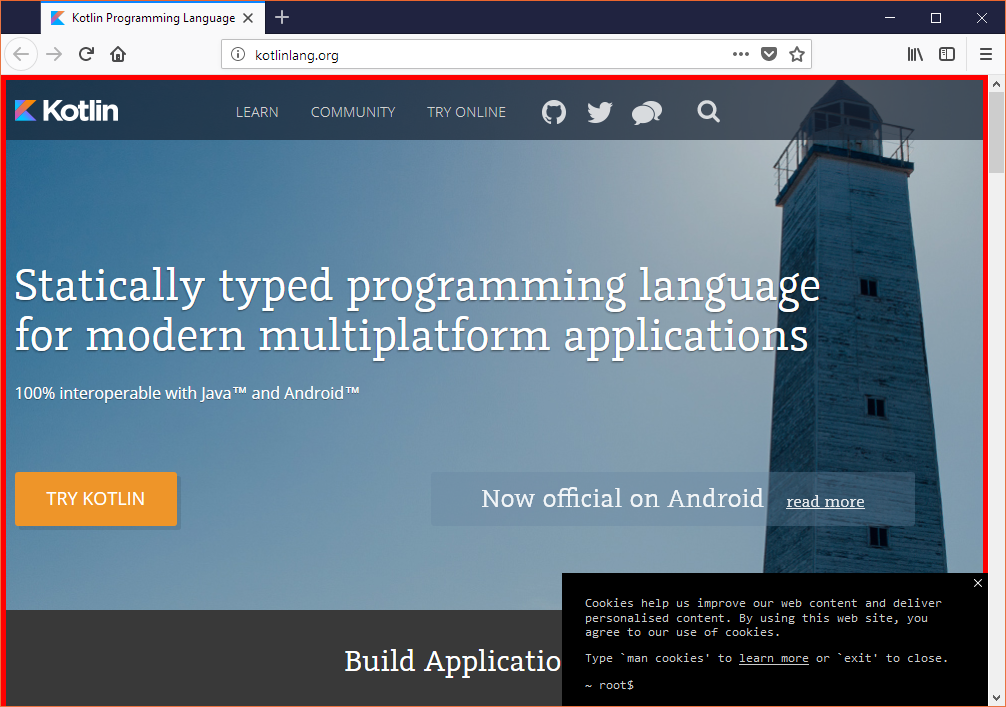 Kotlin Programming Language
kotlinlang.org
Kotlin
LEARN
COMMUNITY
TRY ONLINE
Statically typed programming language
for modern multiplatform applications
100% interoperable with Java™ and Android™
TRY KOTLIN
Now official on Android read more
Build Applicatio
Cookies help us improve our web content and deliver
personalised content. By using this web site, you
agree to our use of cookies.
Type `man cookies' to learn more or `exit' to close.
~ root$